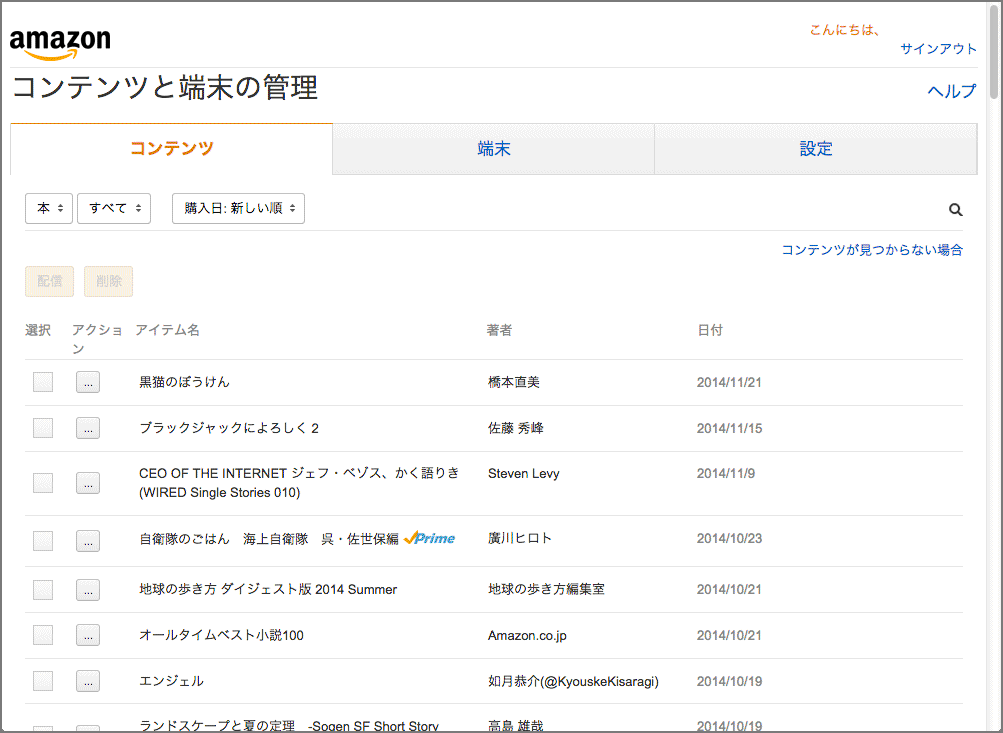 amazon
こんにちは、
サインアウト
コンテンツと端末の管理
ヘルプ
コンテンツ 端末 設定
本 すべて 購入日: 新しい順
コンテンツが見つからない場合
配信 削除
選択 アクション アイテム名 著者 日付
... 黒猫のぼうけん 橋本直美 2014/11/21
... ブラックジャックによろしく 2 佐藤 秀峰 2014/11/15
... CEO OF THE INTERNET ジェフ・ベゾス、かく語りき Steven Levy 2014/11/9
(WIRED Single Stories 010)
... 自衛隊のごはん　海上自衛隊　呉・佐世保編 Prime 廣川ヒロト 2014/10/23
... 地球の歩き方 ダイジェスト版 2014 Summer 地球の歩き方編集室 2014/10/21
... オールタイムベスト小説100 Amazon.co.jp 2014/10/21
... エンジェル 如月恭介(@KyouskeKisaragi) 2014/10/19
ランドスケープと夏の定理　-Sogen SF Short Story 高島 雄哉 2014/10/19